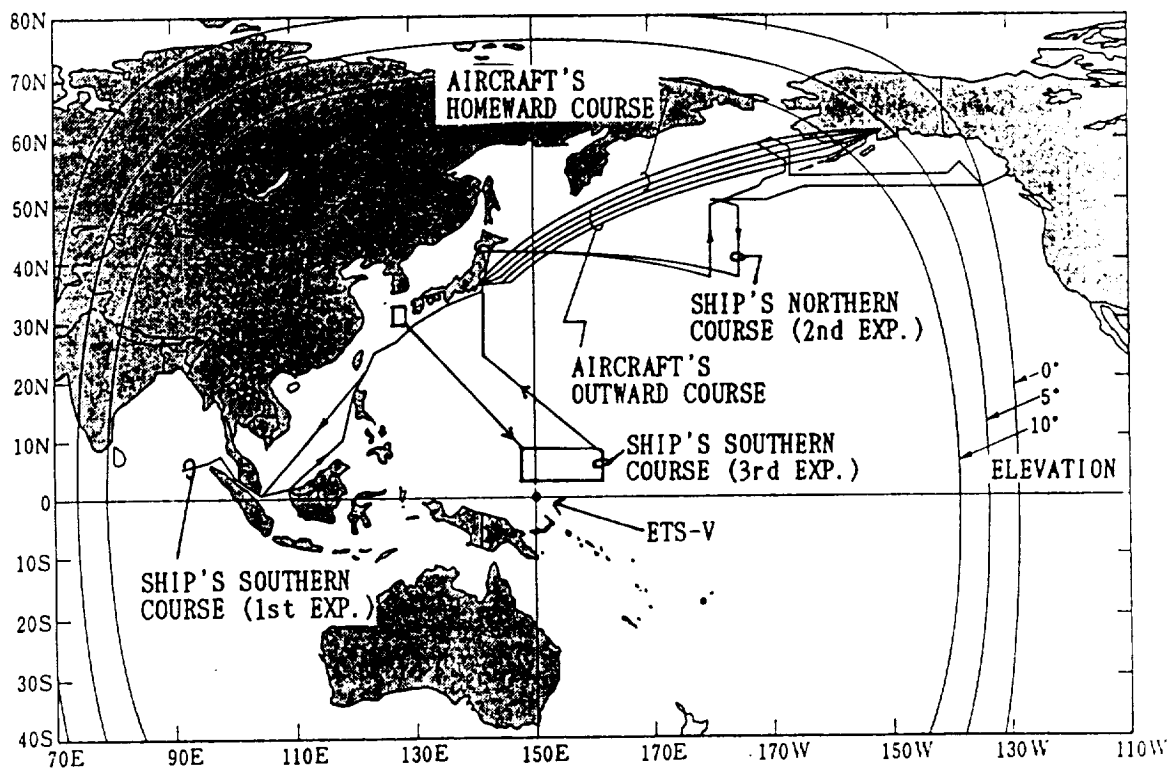 80N
70N
60N
50N
40N
30N
20N
10N
0
10S
20S
30S
40S
AIRCRAFT'S
HOMEWARD COURSE
SHIP'S NORTHERN
COURSE (2nd EXP.)
AIRCRAFT'S
OUTWARD COURSE
0°
5°
10°
ELEVATION
SHIP'S SOUTHERN
COURSE (3rd EXP.)
ETS-V
SHIP'S SOUTHERN
COURSE (1st EXP.)
70E 90E 110E 130E 150E 170E 170W 150W 130W 110W